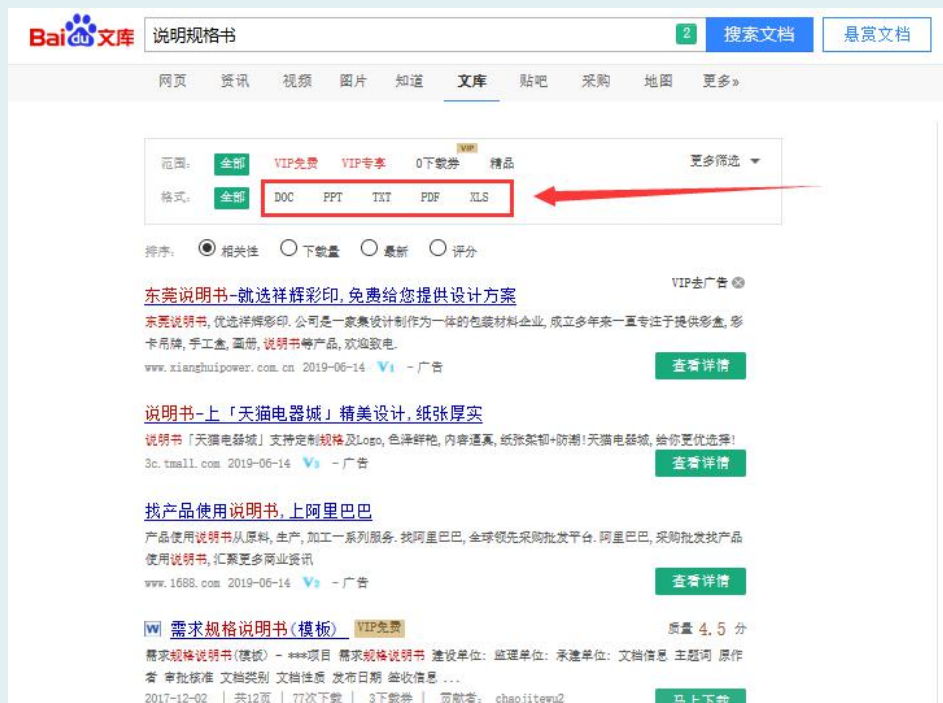 Bai du 文库 说明规格书 2 搜索文档 悬赏文档
网页 资讯 视频 图片 知道 文库 贴吧 采购 地图 更多»
VIP
范围: 全部 VIP免费 VIP专享 0下载券 精品 更多筛选
格式: 全部 DOC PPT TXT PDF XLS
排序: 相关性 下载量 最新 评分
VIP去广告
东莞说明书-就选祥辉彩印,免费给您提供设计方案
东莞说明书,优选祥辉彩印.公司是一家集设计制作为一体的包装材料企业,成立多年来一直专注于提供彩盒,彩
卡吊牌,手工盒,画册,说明书等产品,欢迎致电.
www.xianghuipower.com.cn 2019-06-14 V1 - 广告 查看详情
说明书-上「天猫电器城」精美设计,纸张厚实
说明书「天猫电器城」支持定制规格及Logo,色泽鲜艳,内容逼真,纸张柔韧+防潮!天猫电器城,给你更优选择!
3c.tmall.com 2019-06-14 V3 - 广告 查看详情
找产品使用说明书,上阿里巴巴
产品使用说明书从原料,生产,加工一系列服务.找阿里巴巴,全球领先采购批发平台.阿里巴巴,采购批发找产品
使用说明书,汇聚更多商业资讯
www.1688.com 2019-06-14 V3 - 广告 查看详情
W 需求规格说明书(模板) VIP免费 质量 4.5 分
需求规格说明书(模板) - ***项目 需求规格说明书 建设单位: 监理单位: 承建单位: 文档信息 主题词 原作
者 审批核准 文档类别 文档性质 发布日期 签收信息 ...
2017-12-02 | 共12页 | 77次下载 | 3下载券 | 贡献者: chaojitewu2 马上下载